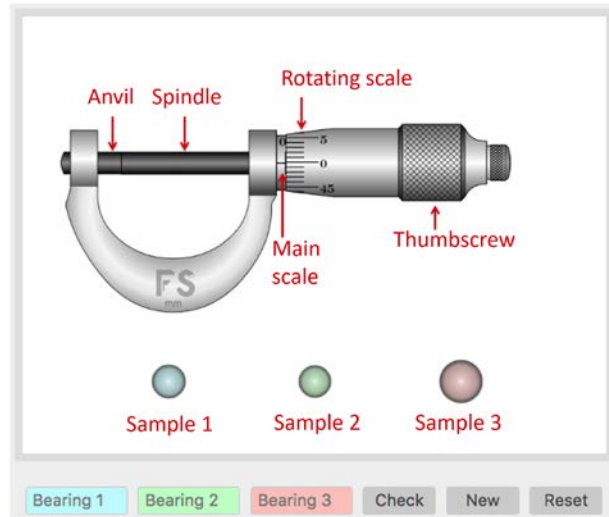 Rotating scale
Anvil Spindle
0 5
0
45
Main
scale
Thumbscrew
FS
mm
Sample 1 Sample 2 Sample 3
Bearing 1 Bearing 2 Bearing 3 Check New Reset